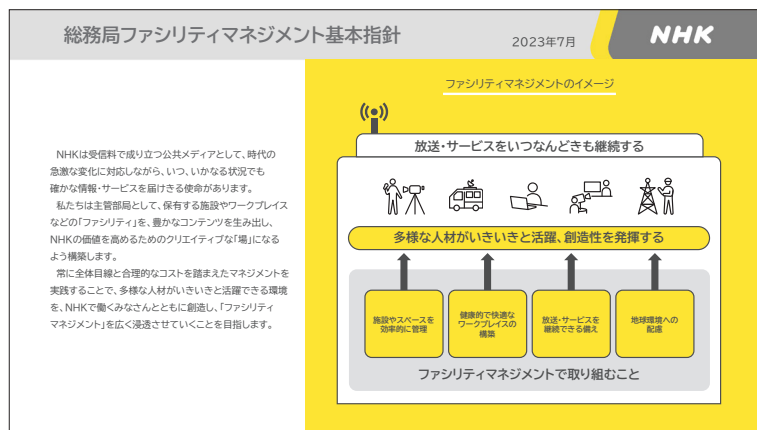 総務局ファシリティマネジメント基本指針
2023年7月
NHK
NHKは受信料で成り立つ公共メディアとして、時代の
急激な変化に対応しながら、いつ、いかなる状況でも
確かな情報・サービスを届けきる使命があります。
私たちは主管部局として、保有する施設やワークプレイス
などの「ファシリティ」を、豊かなコンテンツを生み出し、
NHKの価値を高めるためのクリエイティブな「場」になる
よう構築します。
常に全体目線と合理的なコストを踏まえたマネジメントを
実践することで、多様な人材がいきいきと活躍できる環境
を、NHKで働くみなさんとともに創造し、「ファシリティ
マネジメント」を広く浸透させていくことを目指します。
ファシリティマネジメントのイメージ
放送・サービスをいつなんどきも継続する
多様な人材がいきいきと活躍、創造性を発揮する
施設やスペースを
効率的に管理
健康的で快適な
ワークプレイスの
構築
放送・サービスを
継続できる備え
地球環境への
配慮
ファシリティマネジメントで取り組むこと